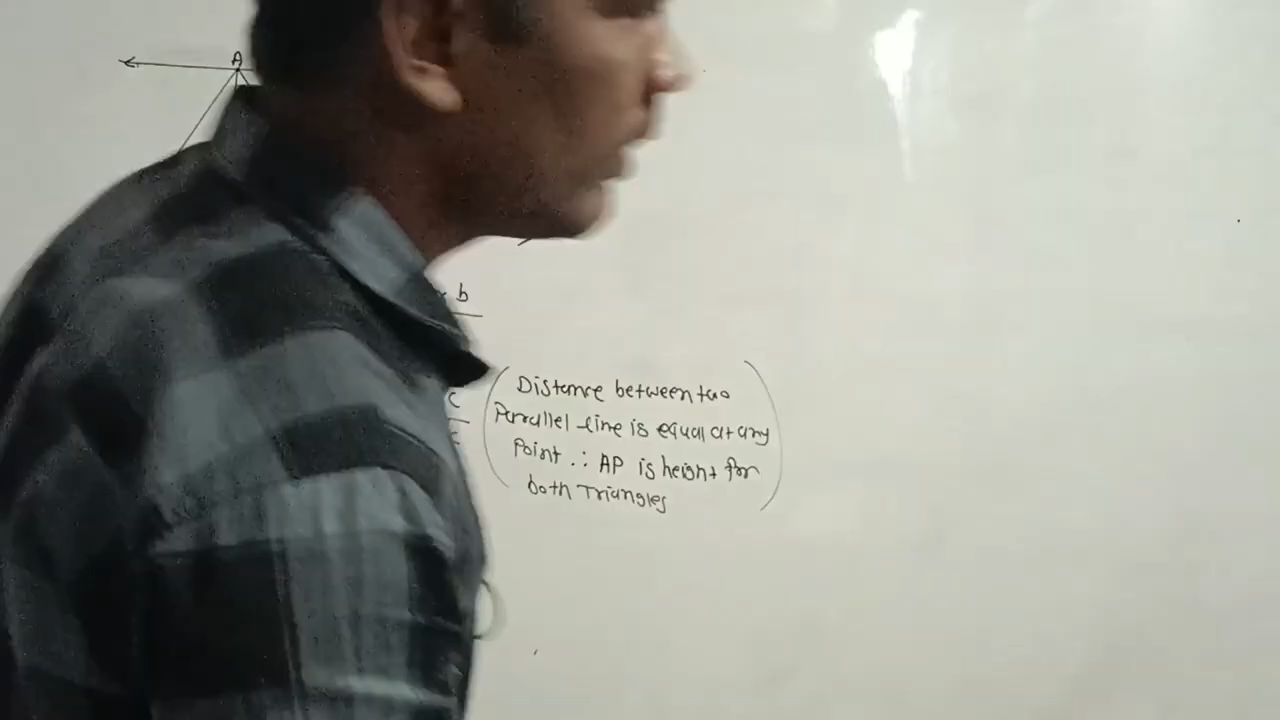 A
b
C
Distance between two
Parallel line is equal at any
Point ∴ AP is height for
both Triangles